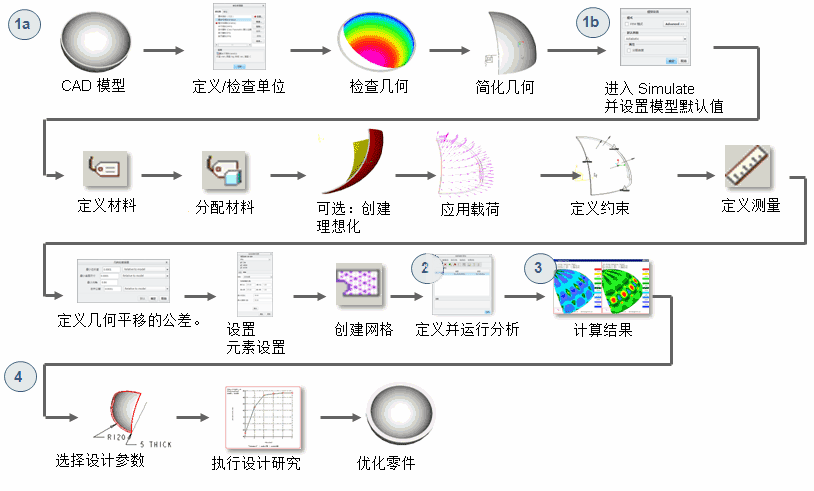 1a
1b
CAD 模型
定义/检查单位
检查几何
简化几何
进入 Simulate
并设置模型默认值
定义材料
分配材料
可选：创建
理想化
应用载荷
定义约束
定义测量
2
3
定义几何平移的公差。
设置
元素设置
创建网格
定义并运行分析
计算结果
4
R120
5 THICK
选择设计参数
执行设计研究
优化零件